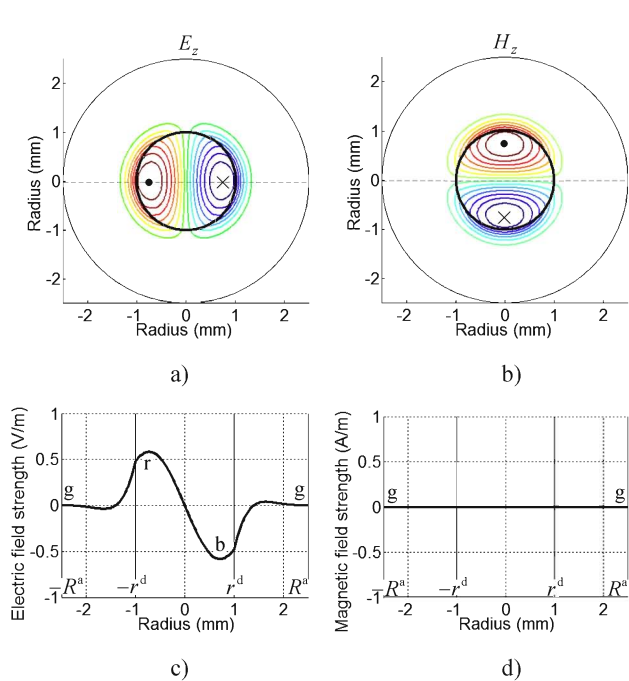 E_z
H_z
2
1
0
-1
-2
Radius (mm)
-2 -1 0 1 2
Radius (mm)
2
1
0
-1
-2
Radius (mm)
-2 -1 0 1 2
Radius (mm)
a)
b)
Electric field strength (V/m)
1
0.5
0
-0.5
-1
g r b g
−R^a −r^d r^d R^a
-2 -1 0 1 2
Radius (mm)
Magnetic field strength (A/m)
1
0.5
0
-0.5
-1
g g
−R^a −r^d r^d R^a
-2 -1 0 1 2
Radius (mm)
c)
d)